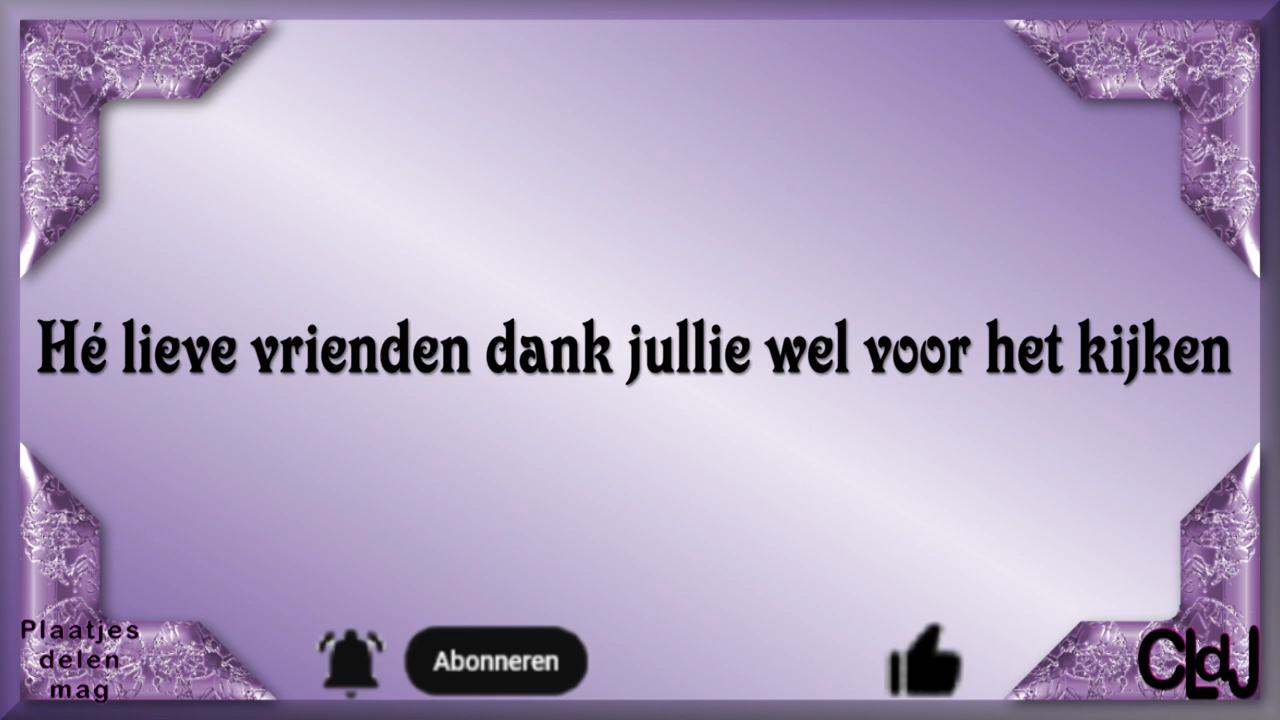 Hé lieve vrienden dank jullie wel voor het kijken
Plaatjes
delen
mag
Abonneren
CLdJ